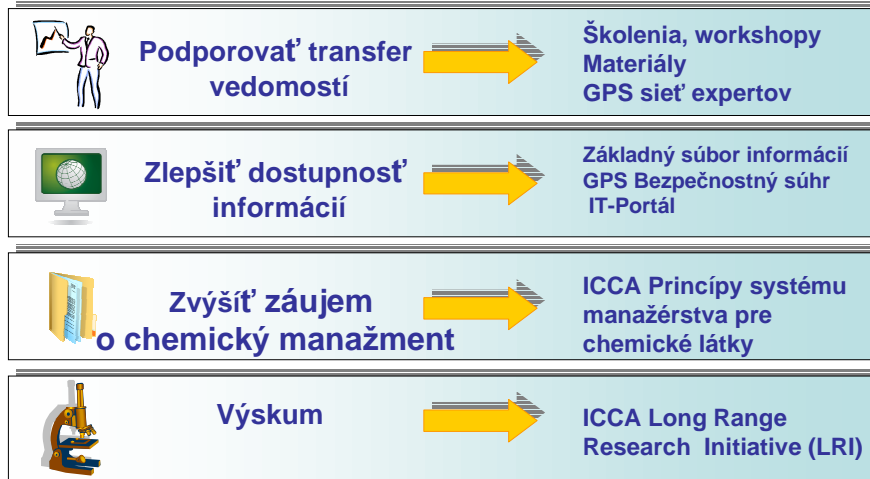 Podporovať transfer
vedomostí
Školenia, workshopy
Materiály
GPS sieť expertov
Zlepšiť dostupnosť
informácií
Základný súbor informácií
GPS Bezpečnostný súhr
IT-Portál
Zvýšíť záujem
o chemický manažment
ICCA Princípy systému
manažérstva pre
chemické látky
Výskum
ICCA Long Range
Research Initiative (LRI)